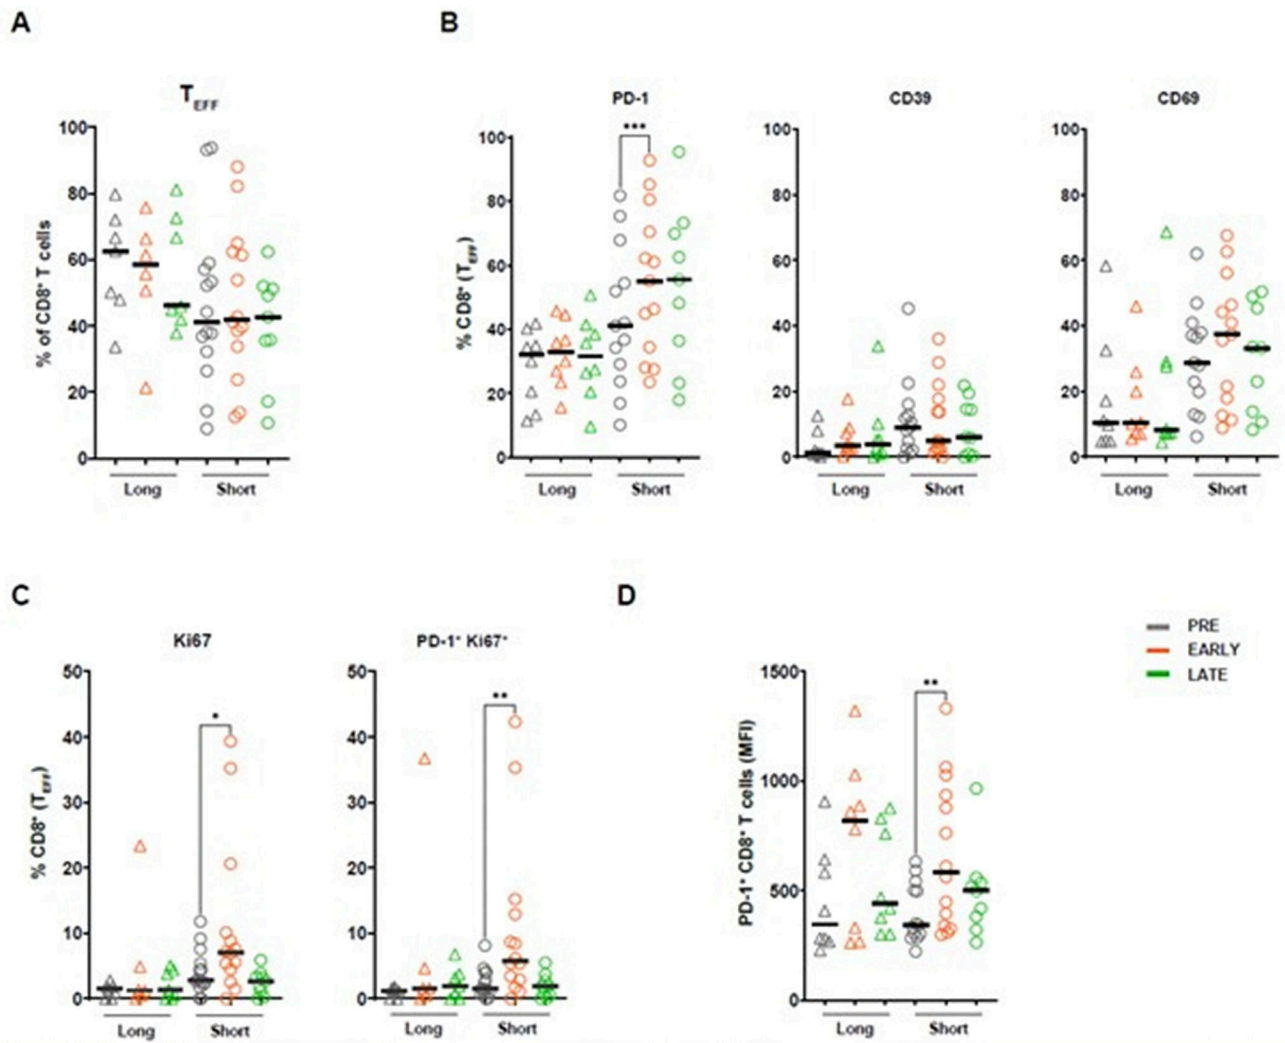 A
B
T_EFF
PD-1
CD39
CD69
% of CD8⁺ T cells
100
80
60
40
20
0
Long
Short
% CD8⁺ (T_EFF)
***
100
80
60
40
20
0
Long
Short
100
80
60
40
20
0
Long
Short
100
80
60
40
20
0
Long
Short
C
D
Ki67
PD-1⁺ Ki67⁺
PRE
EARLY
LATE
% CD8⁺ (T_EFF)
*
50
40
30
20
10
0
Long
Short
**
50
40
30
20
10
0
Long
Short
PD-1⁺ CD8⁺ T cells (MFI)
**
1500
1000
500
0
Long
Short